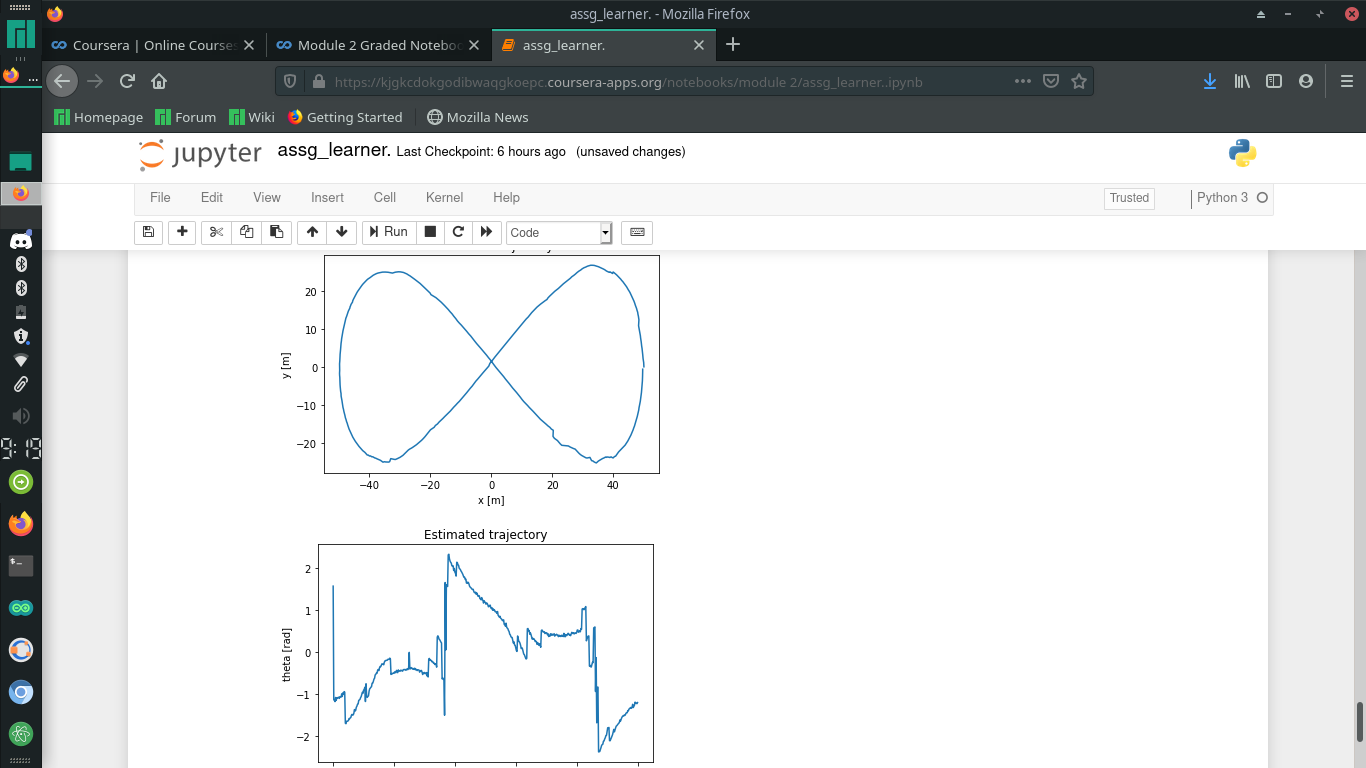 assg_learner. - Mozilla Firefox
Coursera | Online Courses
Module 2 Graded Notebo
assg_learner.
https://kjgkcdokgodibwaqgkoepc.coursera-apps.org/notebooks/module 2/assg_learner..ipynb
Homepage Forum Wiki Getting Started Mozilla News
jupyter assg_learner. Last Checkpoint: 6 hours ago (unsaved changes)
File Edit View Insert Cell Kernel Help Trusted Python 3
Run Code
20
10
0
−10
−20
y [m]
−40 −20 0 20 40
x [m]
Estimated trajectory
2
1
0
−1
−2
theta [rad]
9:19